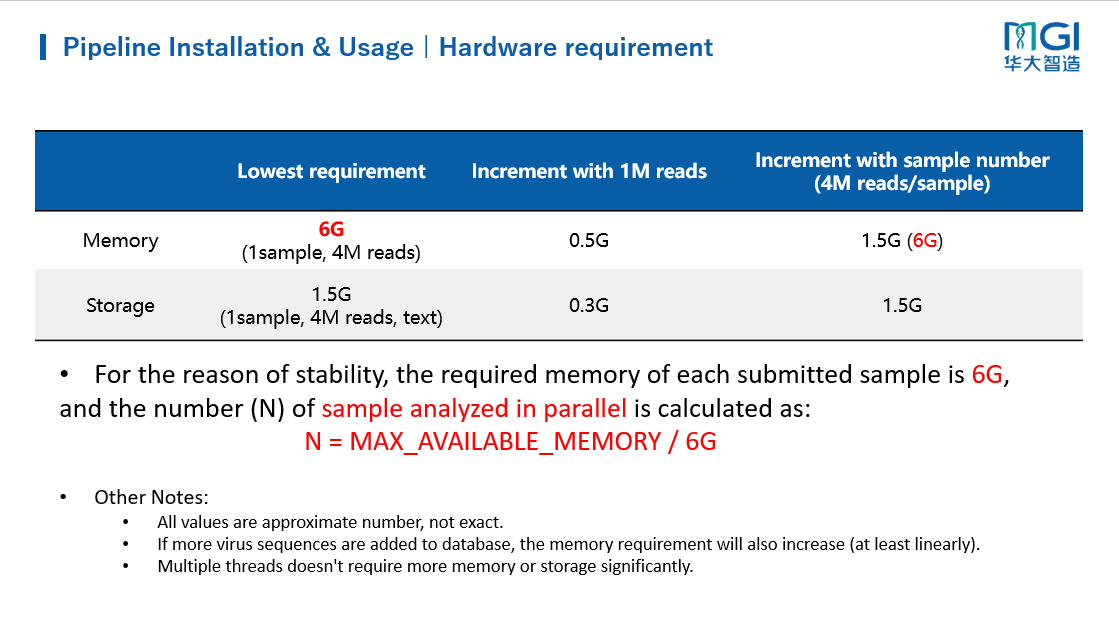 Pipeline Installation & Usage | Hardware requirement
MGI
华大智造
Lowest requirement
Increment with 1M reads
Increment with sample number
(4M reads/sample)
Memory
6G
(1sample, 4M reads)
0.5G
1.5G (6G)
Storage
1.5G
(1sample, 4M reads, text)
0.3G
1.5G
• For the reason of stability, the required memory of each submitted sample is 6G,
and the number (N) of sample analyzed in parallel is calculated as:
N = MAX_AVAILABLE_MEMORY / 6G
• Other Notes:
• All values are approximate number, not exact.
• If more virus sequences are added to database, the memory requirement will also increase (at least linearly).
• Multiple threads doesn't require more memory or storage significantly.